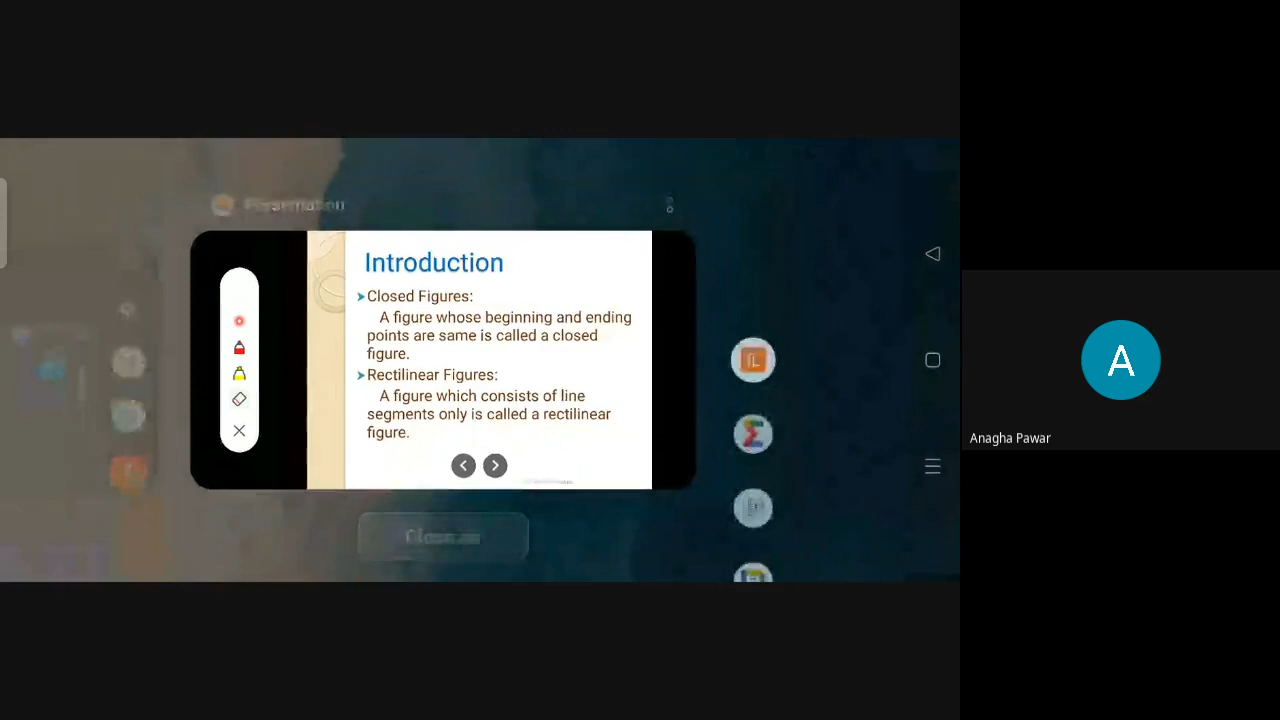 Presentation
Introduction
➤Closed Figures:
A figure whose beginning and ending
points are same is called a closed
figure.
➤Rectilinear Figures:
A figure which consists of line
segments only is called a rectilinear
figure.
A
Anagha Pawar